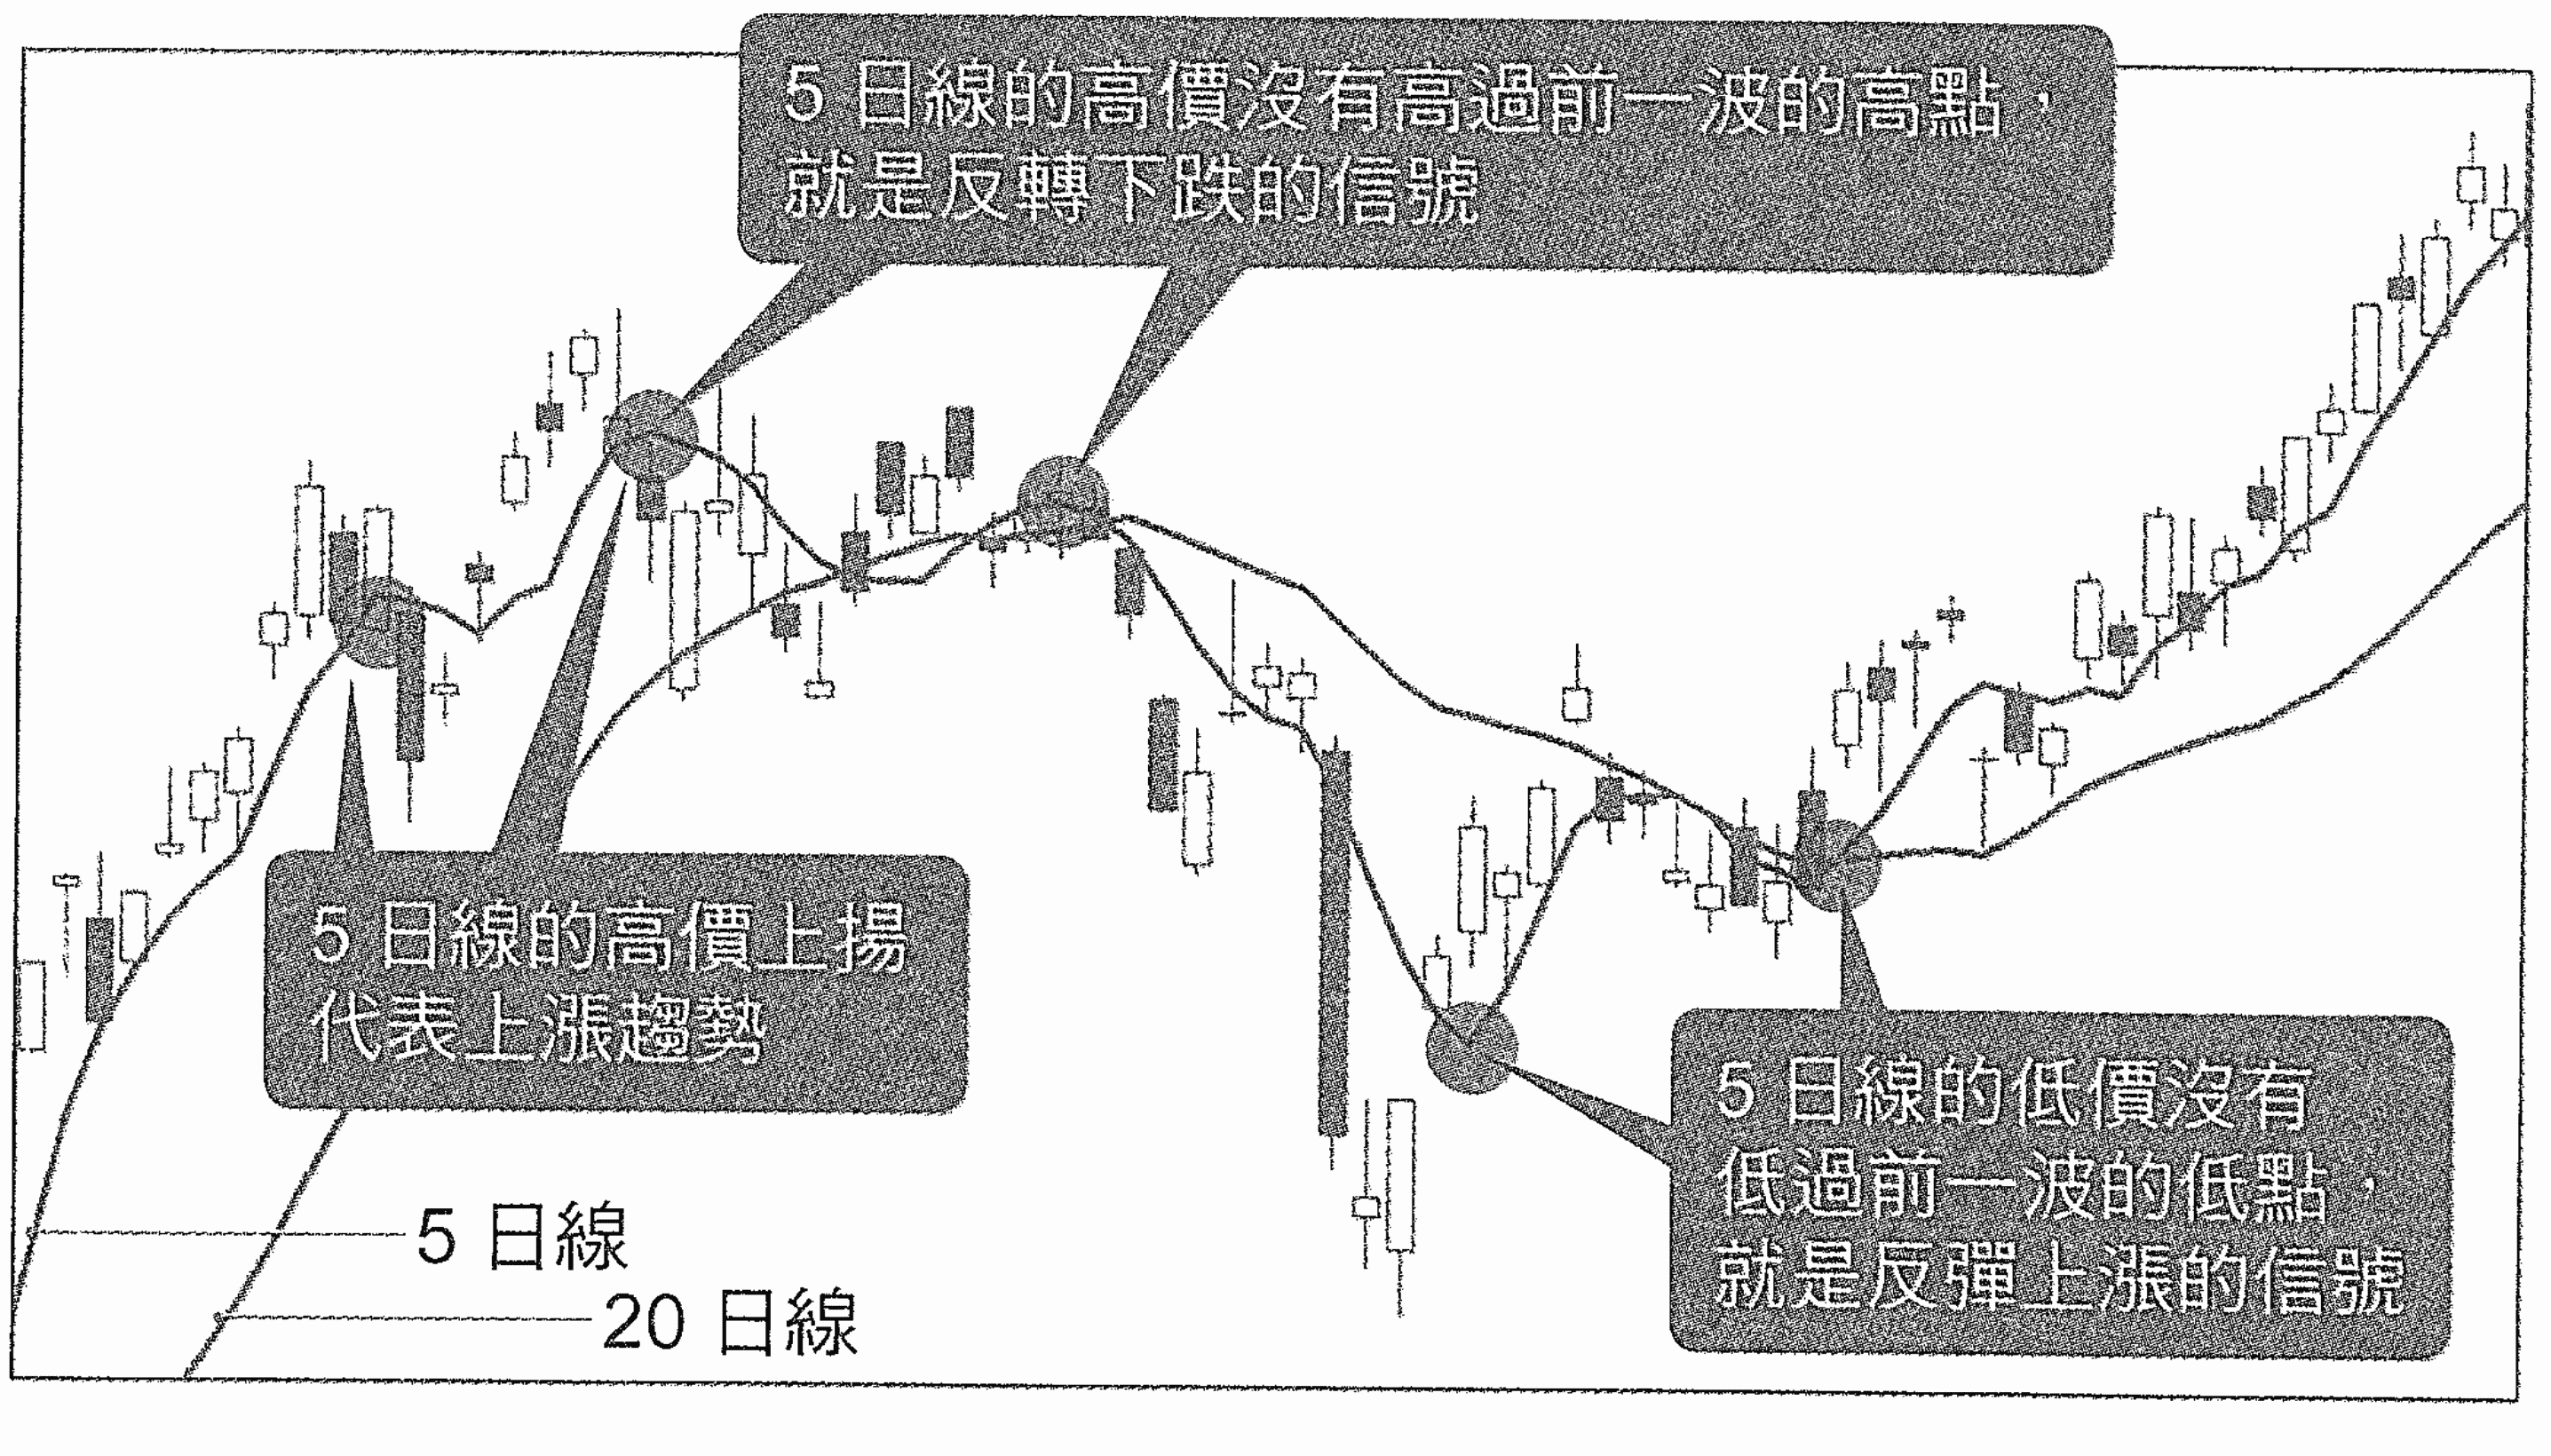 5 日線的高價沒有高過前一波的高點，
就是反轉下跌的信號
5 日線的高價上揚
代表上漲趨勢
5 日線的低價沒有
低過前一波的低點，
就是反彈上漲的信號
5 日線
20 日線